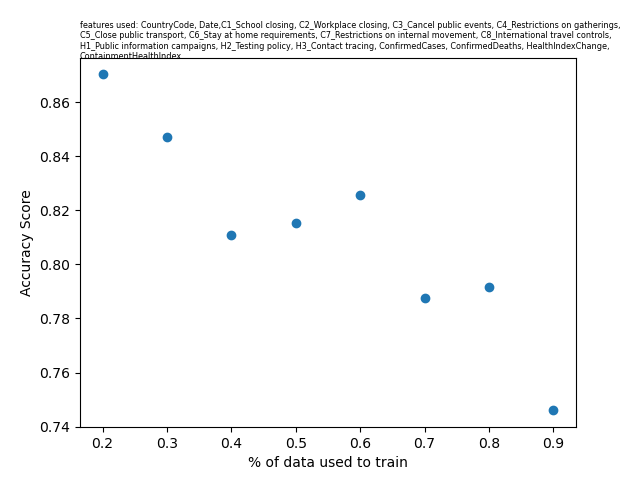 features used: CountryCode, Date,C1_School closing, C2_Workplace closing, C3_Cancel public events, C4_Restrictions on gatherings,
C5_Close public transport, C6_Stay at home requirements, C7_Restrictions on internal movement, C8_International travel controls,
H1_Public information campaigns, H2_Testing policy, H3_Contact tracing, ConfirmedCases, ConfirmedDeaths, HealthIndexChange,
ContainmentHealthIndex
0.86
0.84
0.82
0.80
0.78
0.76
0.74
Accuracy Score
0.2 0.3 0.4 0.5 0.6 0.7 0.8 0.9
% of data used to train